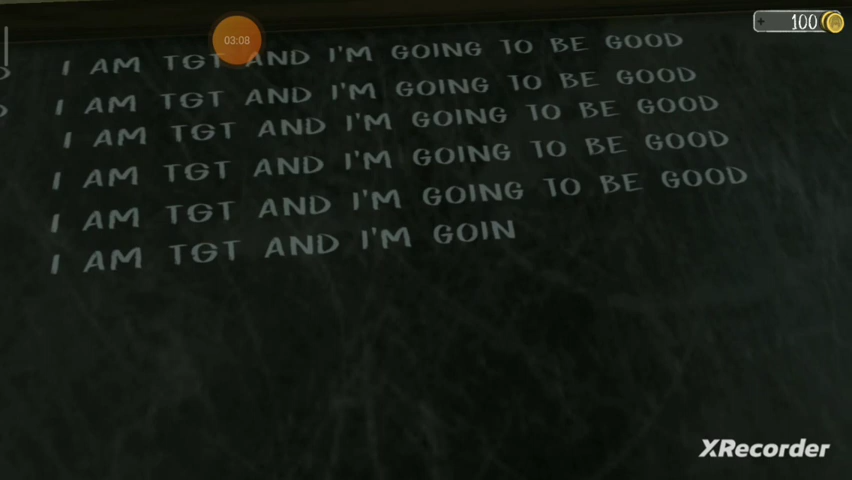 03:08
100
I AM TGT AND I'M GOING TO BE GOOD
I AM TGT AND I'M GOING TO BE GOOD
I AM TGT AND I'M GOING TO BE GOOD
I AM TGT AND I'M GOING TO BE GOOD
I AM TGT AND I'M GOING TO BE GOOD
I AM TGT AND I'M GOIN
XRecorder